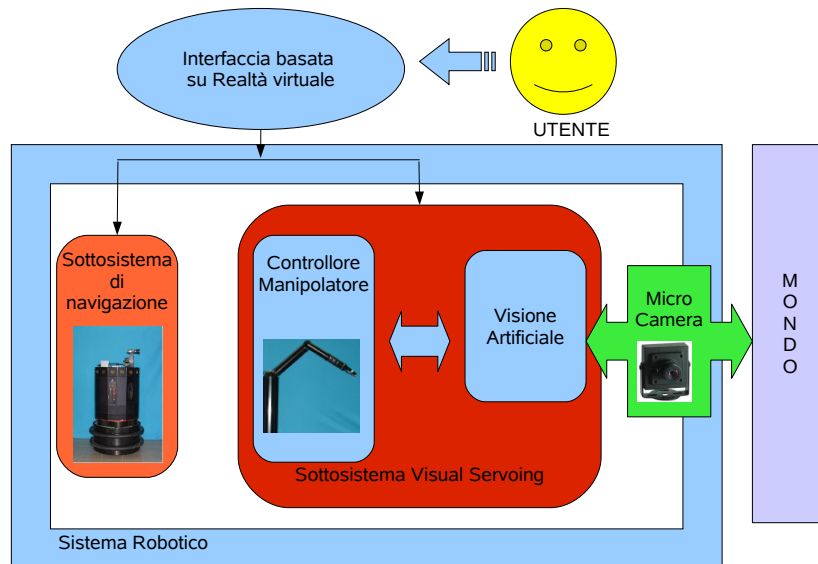 Interfaccia basata
su Realtà virtuale
UTENTE
Sottosistema
di
navigazione
Controllore
Manipolatore
Visione
Artificiale
Micro
Camera
M
O
N
D
O
Sottosistema Visual Servoing
Sistema Robotico